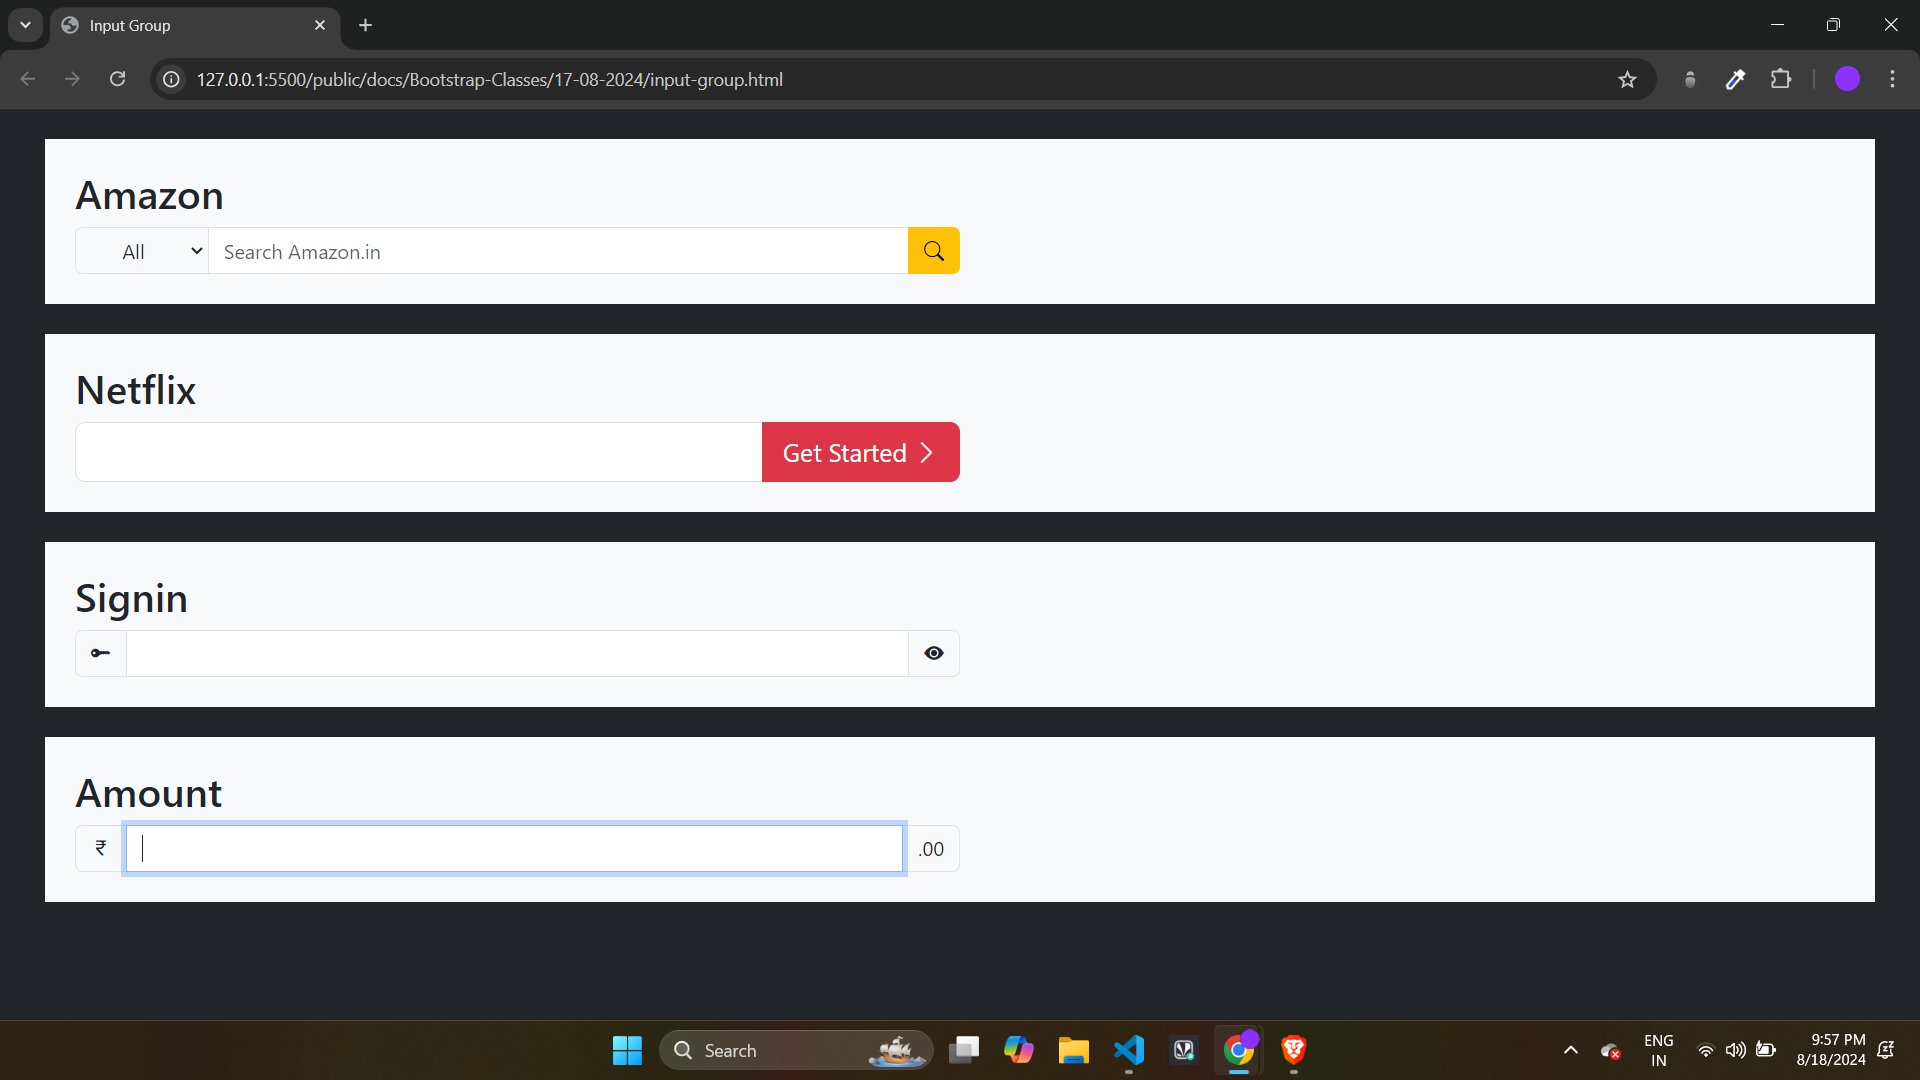 Input Group
127.0.0.1:5500/public/docs/Bootstrap-Classes/17-08-2024/input-group.html
Amazon
All
Search Amazon.in
Netflix
Get Started
Signin
Amount
₹
.00
Search
ENG
IN
9:57 PM
8/18/2024